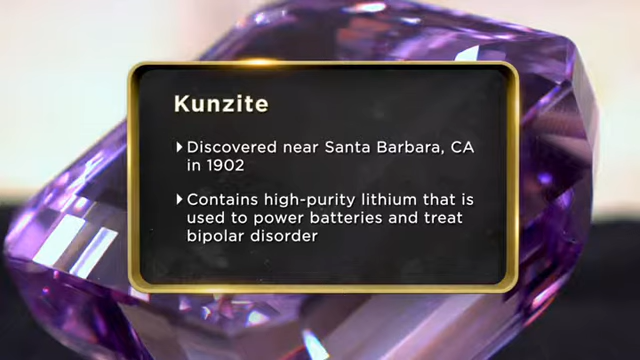 Kunzite
Discovered near Santa Barbara, CA
in 1902
Contains high-purity lithium that is
used to power batteries and treat
bipolar disorder